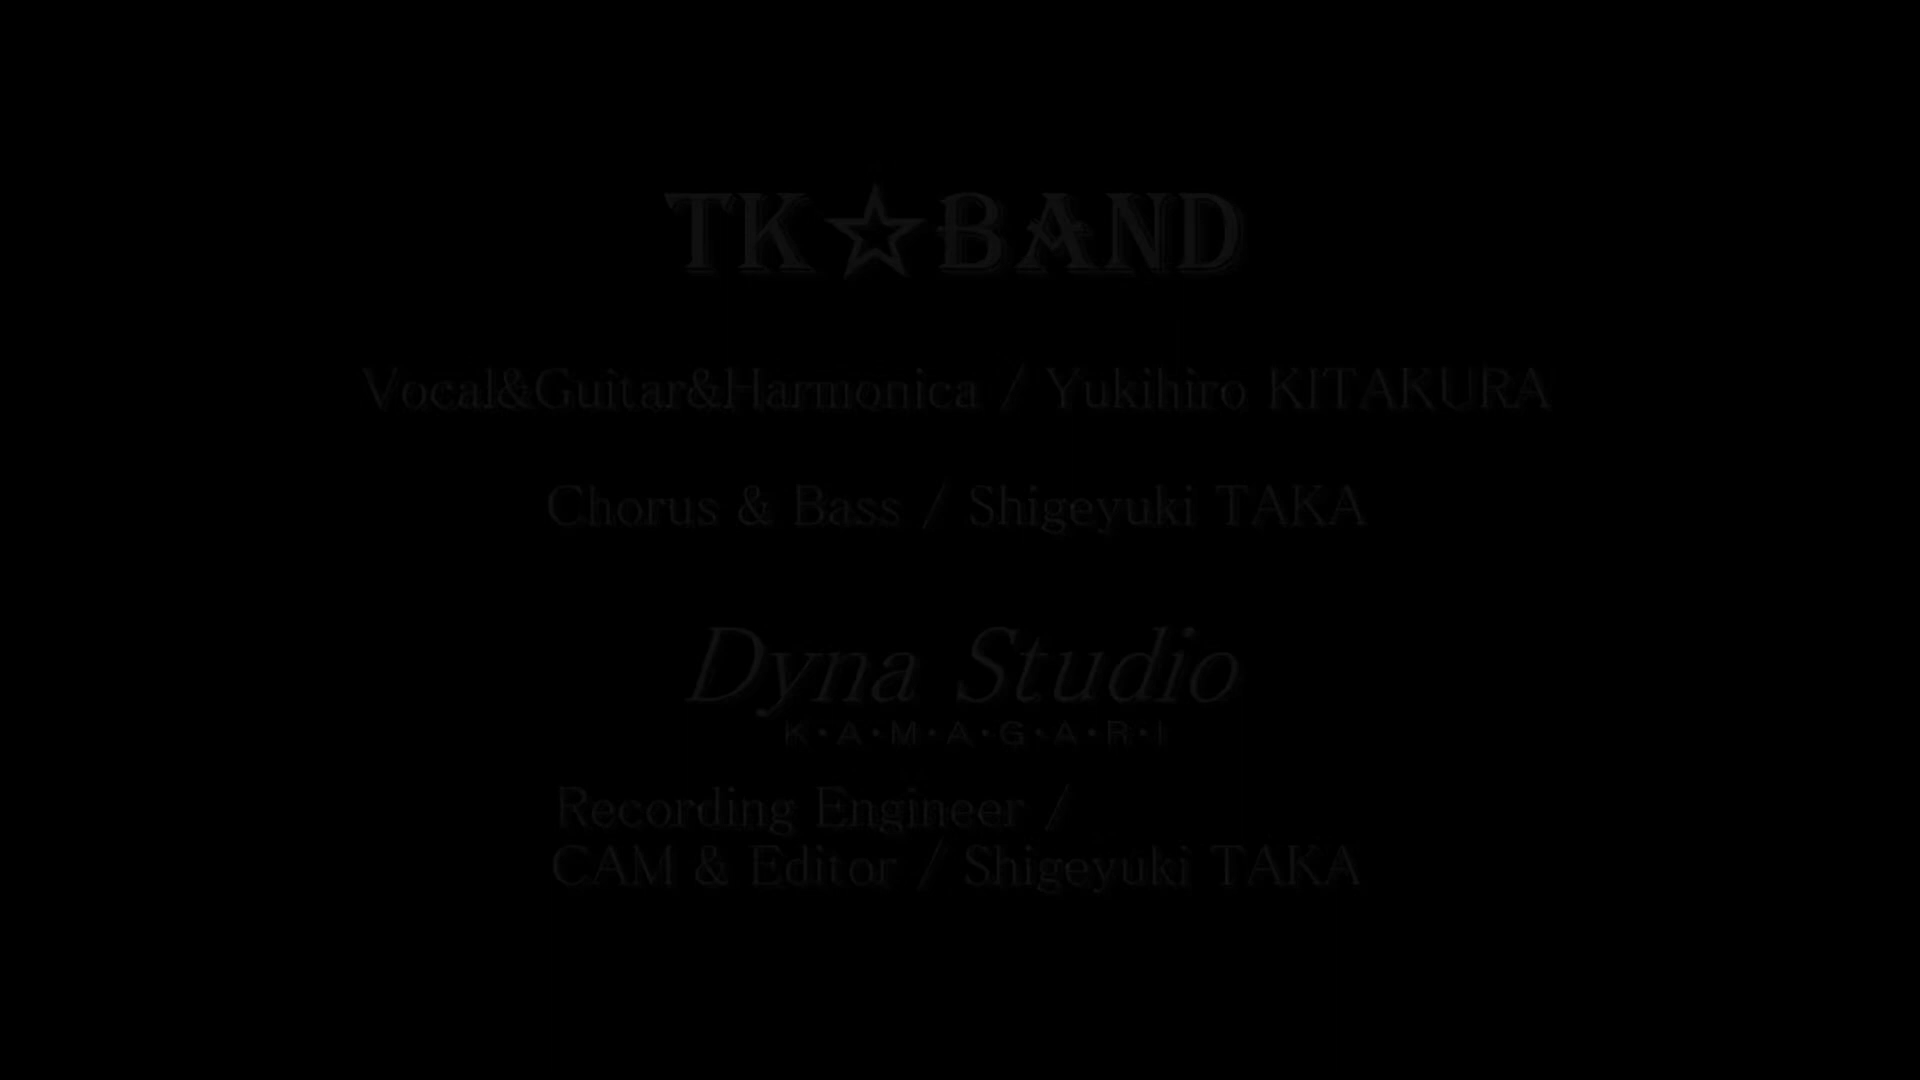 TK☆BAND
Vocal&Guitar&Harmonica / Yukihiro KITAKURA
Chorus & Bass / Shigeyuki TAKA
Dyna Studio
K・A・M・A・G・A・R・I
Recording Engineer /
CAM & Editor / Shigeyuki TAKA